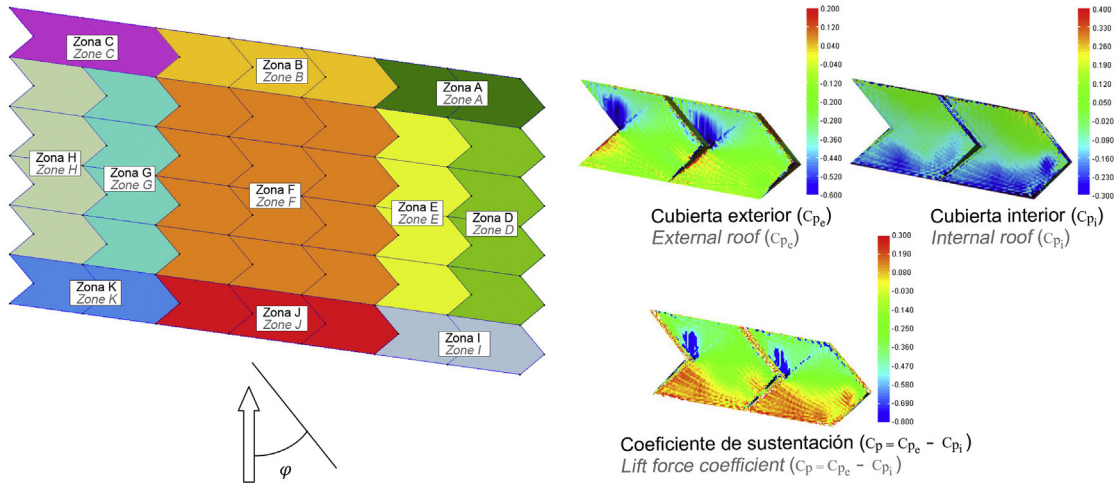 Zona C
Zone C
Zona B
Zone B
Zona A
Zone A
Zona H
Zone H
Zona G
Zone G
Zona F
Zone F
Zona E
Zone E
Zona D
Zone D
Zona K
Zone K
Zona J
Zone J
Zona I
Zone I
φ
0.200
0.120
0.040
-0.040
-0.120
-0.200
-0.280
-0.360
-0.440
-0.520
-0.600
Cubierta exterior (Cpe)
External roof (Cpe)
0.400
0.330
0.260
0.190
0.120
0.050
-0.020
-0.090
-0.160
-0.230
-0.300
Cubierta interior (Cpi)
Internal roof (Cpi)
0.300
0.190
0.080
-0.030
-0.140
-0.250
-0.360
-0.470
-0.580
-0.690
-0.800
Coeficiente de sustentación (Cp = Cpe − Cpi)
Lift force coefficient (Cp = Cpe − Cpi)